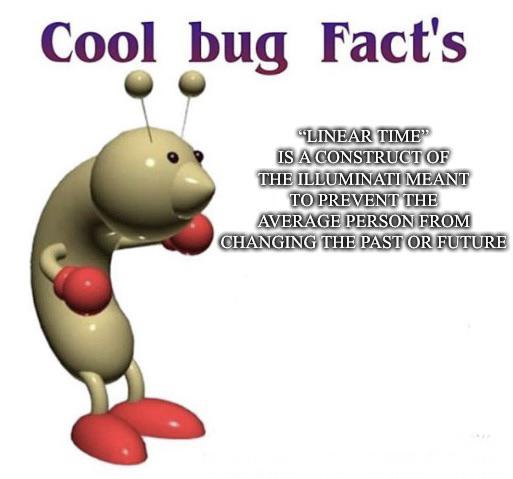 Cool bug Fact's
“LINEAR TIME”
IS A CONSTRUCT OF
THE ILLUMINATI MEANT
TO PREVENT THE
AVERAGE PERSON FROM
CHANGING THE PAST OR FUTURE